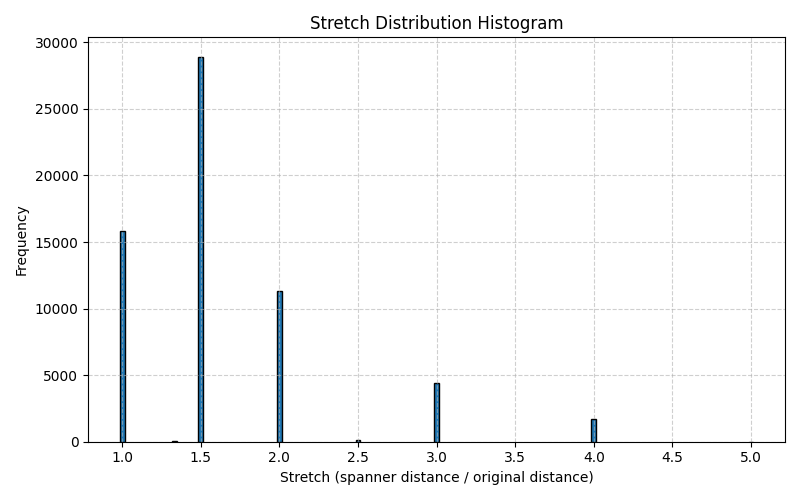 Stretch Distribution Histogram
30000
25000
20000
15000
10000
5000
0
Frequency
1.0 1.5 2.0 2.5 3.0 3.5 4.0 4.5 5.0
Stretch (spanner distance / original distance)